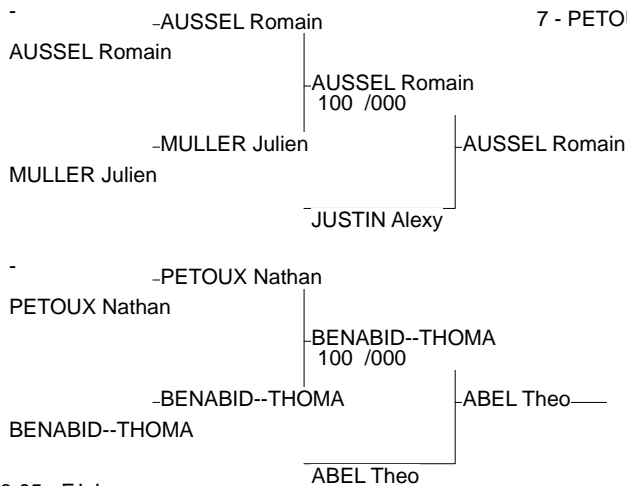 -
AUSSEL Romain
7 - PETOU
AUSSEL Romain
AUSSEL Romain
100 /000
MULLER Julien
AUSSEL Romain
MULLER Julien
JUSTIN Alexy
-
PETOUX Nathan
PETOUX Nathan
BENABID--THOMA
100 /000
BENABID--THOMA
ABEL Theo
BENABID--THOMA
ABEL Theo